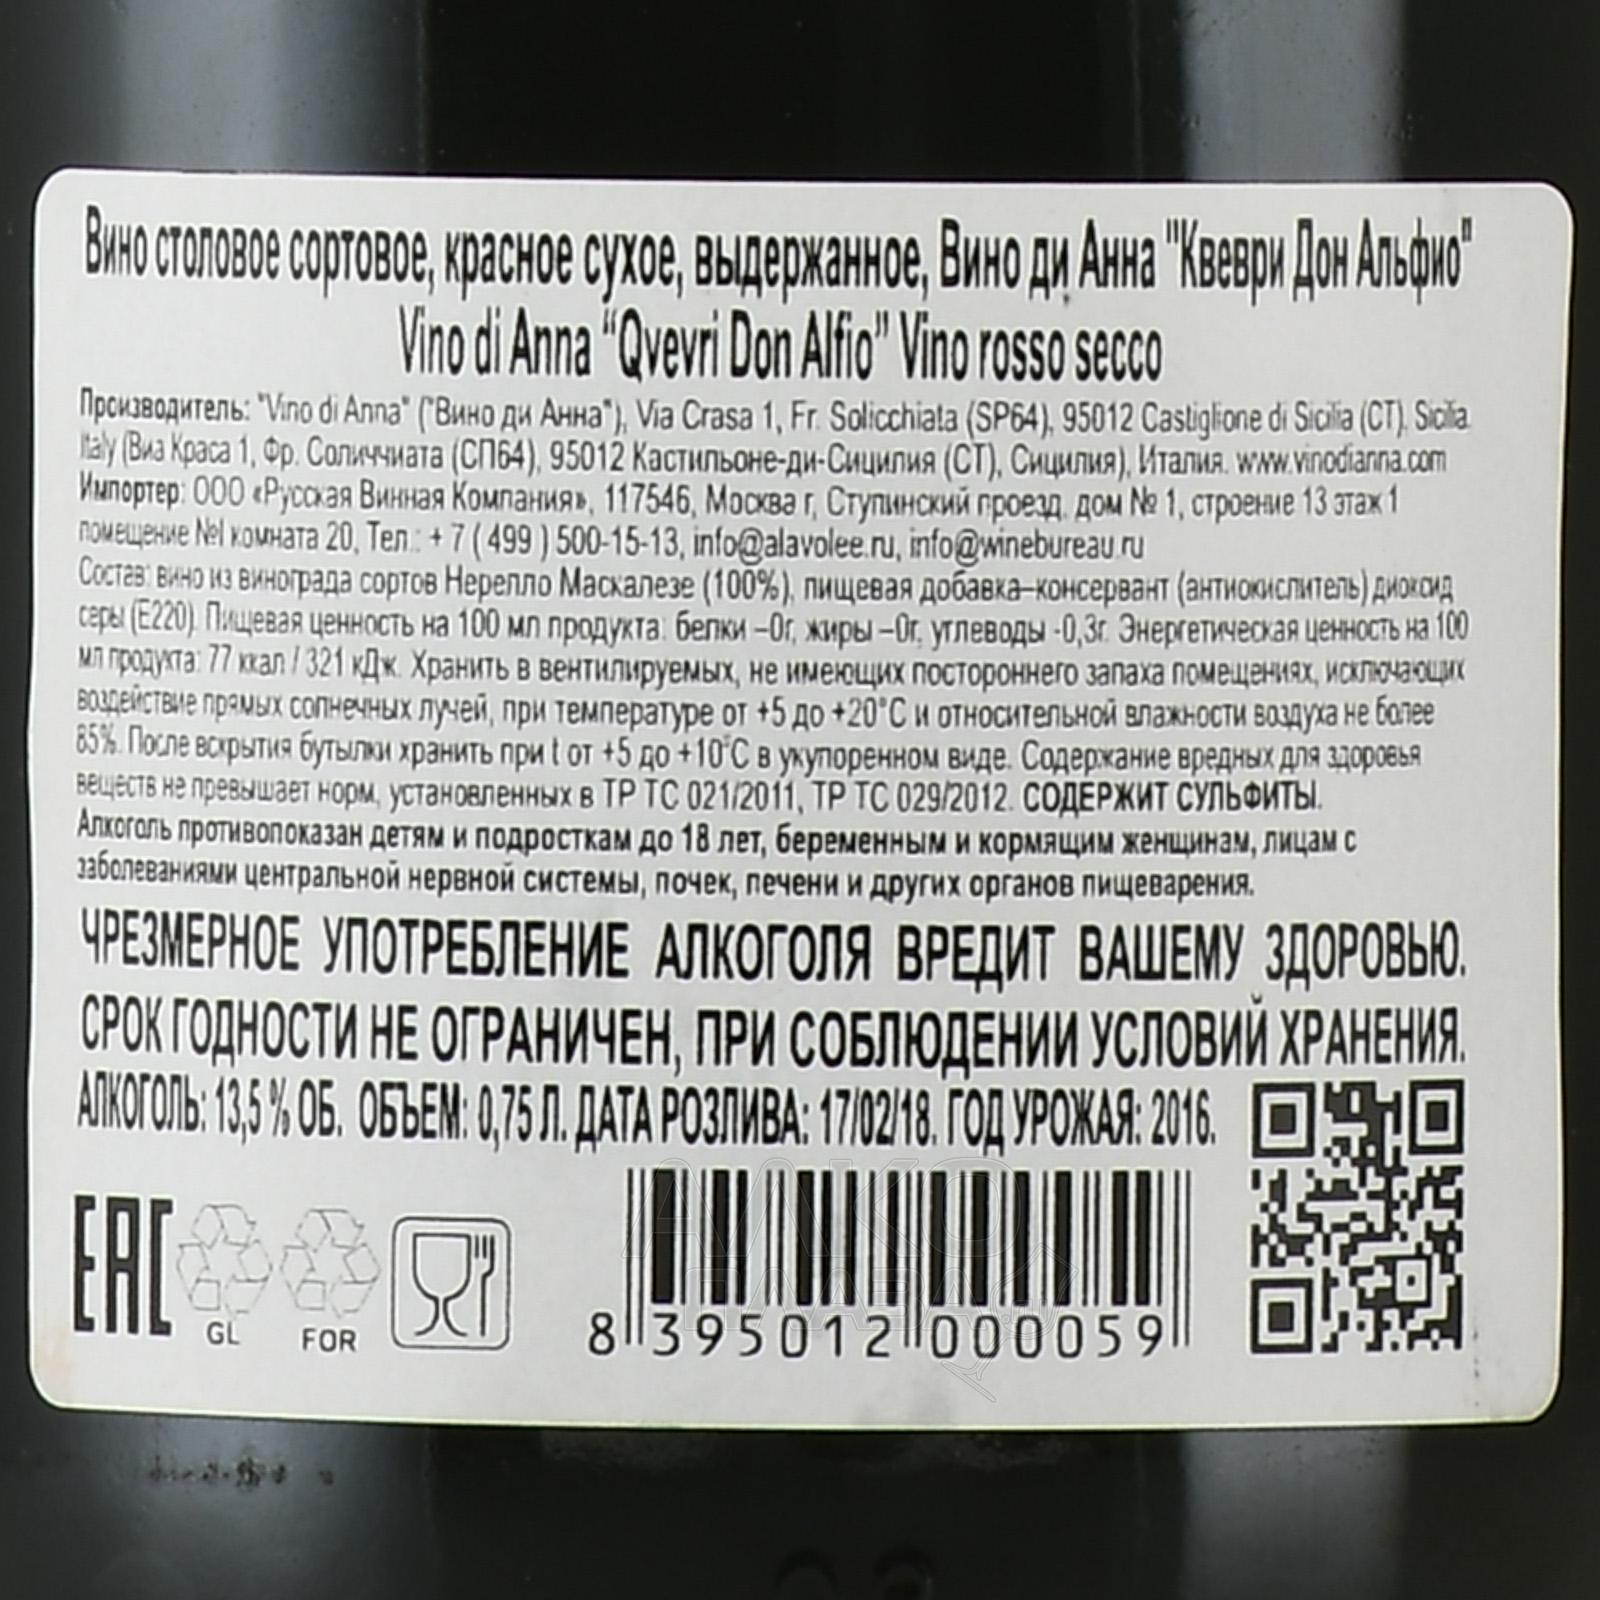 Вино столовое сортовое, красное сухое, выдержанное, Вино ди Анна "Квеври Дон Альфио"
Vino di Anna “Qvevri Don Alfio” Vino rosso secco
Производитель: "Vino di Anna" ("Вино ди Анна"), Via Crasa 1, Fr. Solicchiata (SP64), 95012 Castiglione di Sicilia (CT). Sicilia.
Italy (Виа Краса 1, Фр. Соличчиата (СП64), 95012 Кастильоне-ди-Сицилия (СТ), Сицилия), Италия. www.vinodianna.com
Импортер: ООО «Русская Винная Компания», 117546, Москва г, Ступинский проезд, дом № 1, строение 13 этаж 1
помещение №I комната 20, Тел.: + 7 ( 499 ) 500-15-13, info@alavolee.ru, info@winebureau.ru
Состав: вино из винограда сортов Нерелло Маскалезе (100%), пищевая добавка–консервант (антиокислитель) диоксид
серы (Е220). Пищевая ценность на 100 мл продукта: белки –0г, жиры –0г, углеводы -0,3г. Энергетическая ценность на 100
мл продукта: 77 ккал / 321 кДж. Хранить в вентилируемых, не имеющих постороннего запаха помещениях, исключающих
воздействие прямых солнечных лучей, при температуре от +5 до +20°С и относительной влажности воздуха не более
85%. После вскрытия бутылки хранить при t от +5 до +10°С в укупоренном виде. Содержание вредных для здоровья
веществ не превышает норм, установленных в ТР ТС 021/2011, ТР ТС 029/2012. СОДЕРЖИТ СУЛЬФИТЫ.
Алкоголь противопоказан детям и подросткам до 18 лет, беременным и кормящим женщинам, лицам с
заболеваниями центральной нервной системы, почек, печени и других органов пищеварения.
ЧРЕЗМЕРНОЕ УПОТРЕБЛЕНИЕ АЛКОГОЛЯ ВРЕДИТ ВАШЕМУ ЗДОРОВЬЮ.
СРОК ГОДНОСТИ НЕ ОГРАНИЧЕН, ПРИ СОБЛЮДЕНИИ УСЛОВИЙ ХРАНЕНИЯ.
АЛКОГОЛЬ: 13,5 % ОБ. ОБЪЕМ: 0,75 Л. ДАТА РОЗЛИВА: 17/02/18. ГОД УРОЖАЯ: 2016.
EAC
GL
FOR
8 395012 000059